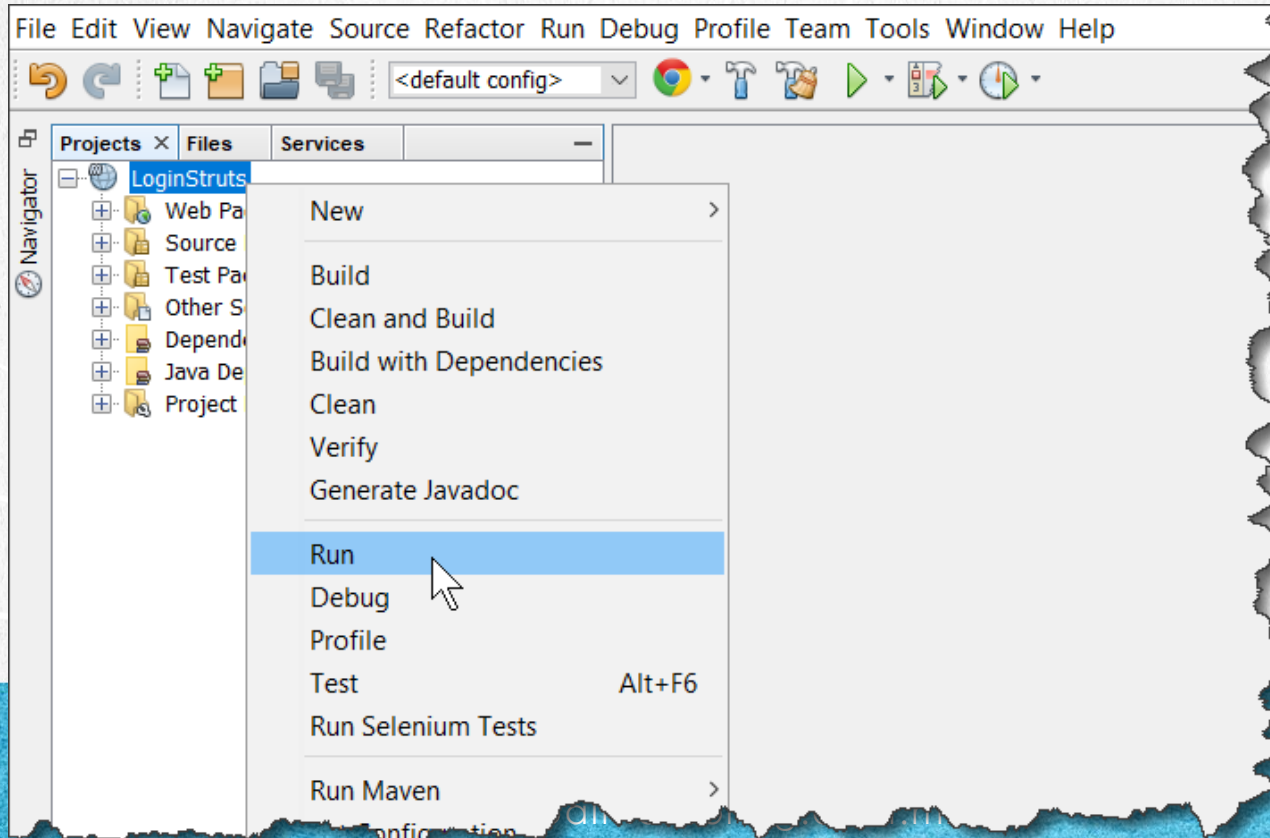 File Edit View Navigate Source Refactor Run Debug Profile Team Tools Window Help
<default config>
Projects Files Services
Navigator
LoginStruts
Web Pa
Source
Test Pa
Other S
Depend
Java De
Project
New
Build
Clean and Build
Build with Dependencies
Clean
Verify
Generate Javadoc
Run
Debug
Profile
Test Alt+F6
Run Selenium Tests
Run Maven